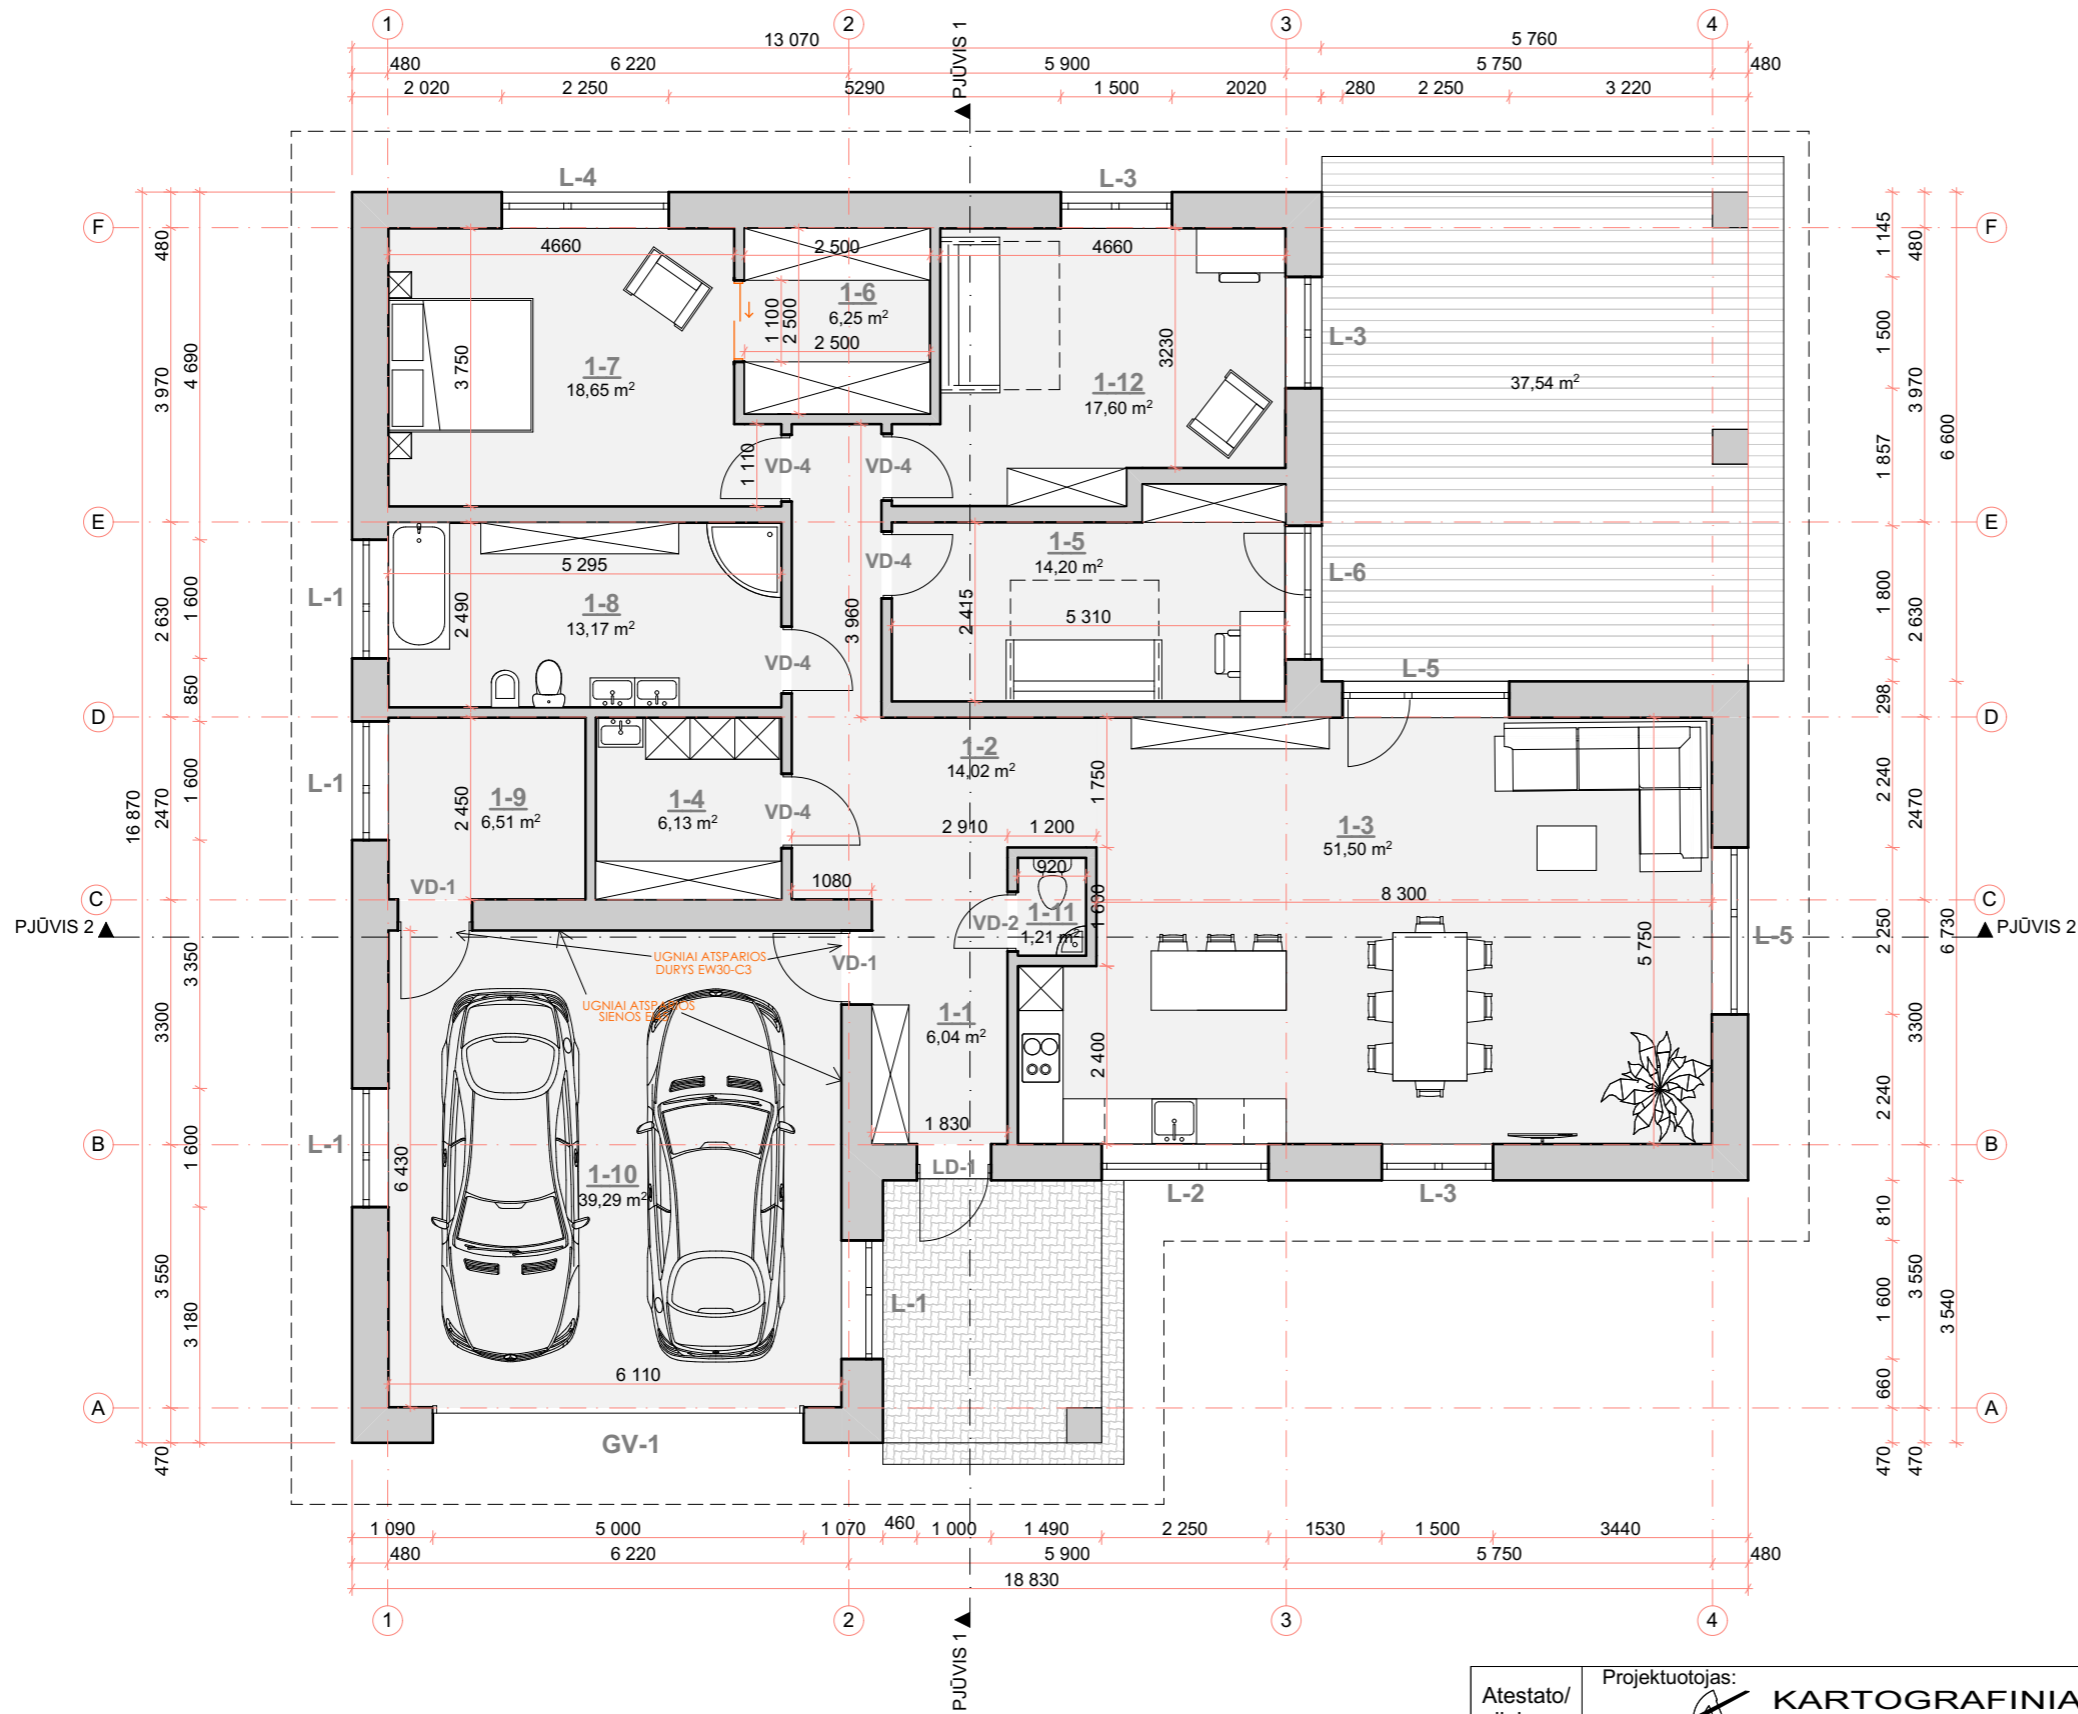 1 2 3 4
13 070 5 760
480 6 220 5 900 5 750 480
2 020 2 250 5290 1 500 2020 280 2 250 3 220
PJŪVIS 1
L-4 L-3
F F
4660 2 500 4660
1-6
6,25 m²
1 100
2 500
2 500
3 750
1-7
18,65 m²
3230
1-12
17,60 m²
L-3
37,54 m²
1 110
VD-4 VD-4
E E
5 295
1-8
13,17 m²
2 490
L-1
VD-4
3 960
VD-4
1-5
14,20 m²
2 415
5 310
L-6
L-5
D D
1-2
14,02 m²
1 750
L-1
2 450
1-9
6,51 m²
1-4
6,13 m²
VD-4
2 910 1 200
1-3
51,50 m²
VD-1
1080
920
1 600
8 300
C C
PJŪVIS 2 PJŪVIS 2
VD-2
1-11
1,21 m²
L-5
5 750
UGNIAI ATSPARIOS
DURYS EW30-C3
VD-1
UGNIAI ATSPARIOS
SIENOS
1-1
6,04 m²
2 400
1 830
B B
L-1
6 430
1-10
39,29 m²
LD-1
L-2 L-3
L-1
6 110
A A
GV-1
16 870
480
3 970
2 630
2470
3300
3 550
470
4 690
1 600
850
1 600
3 350
1 600
3 180
1 145
1 500
1 857
1 800
298
2 240
2 250
2 240
810
1 600
660
470
480
3 970
2 630
2470
3300
3 550
470
6 600
6 730
3 540
1 090 5 000 1 070 460 1 000 1 490 2 250 1530 1 500 3440
480 6 220 5 900 5 750 480
18 830
1 2 3 4
PJŪVIS 1
Atestato/
Projektuotojas:
KARTOGRAFINIA